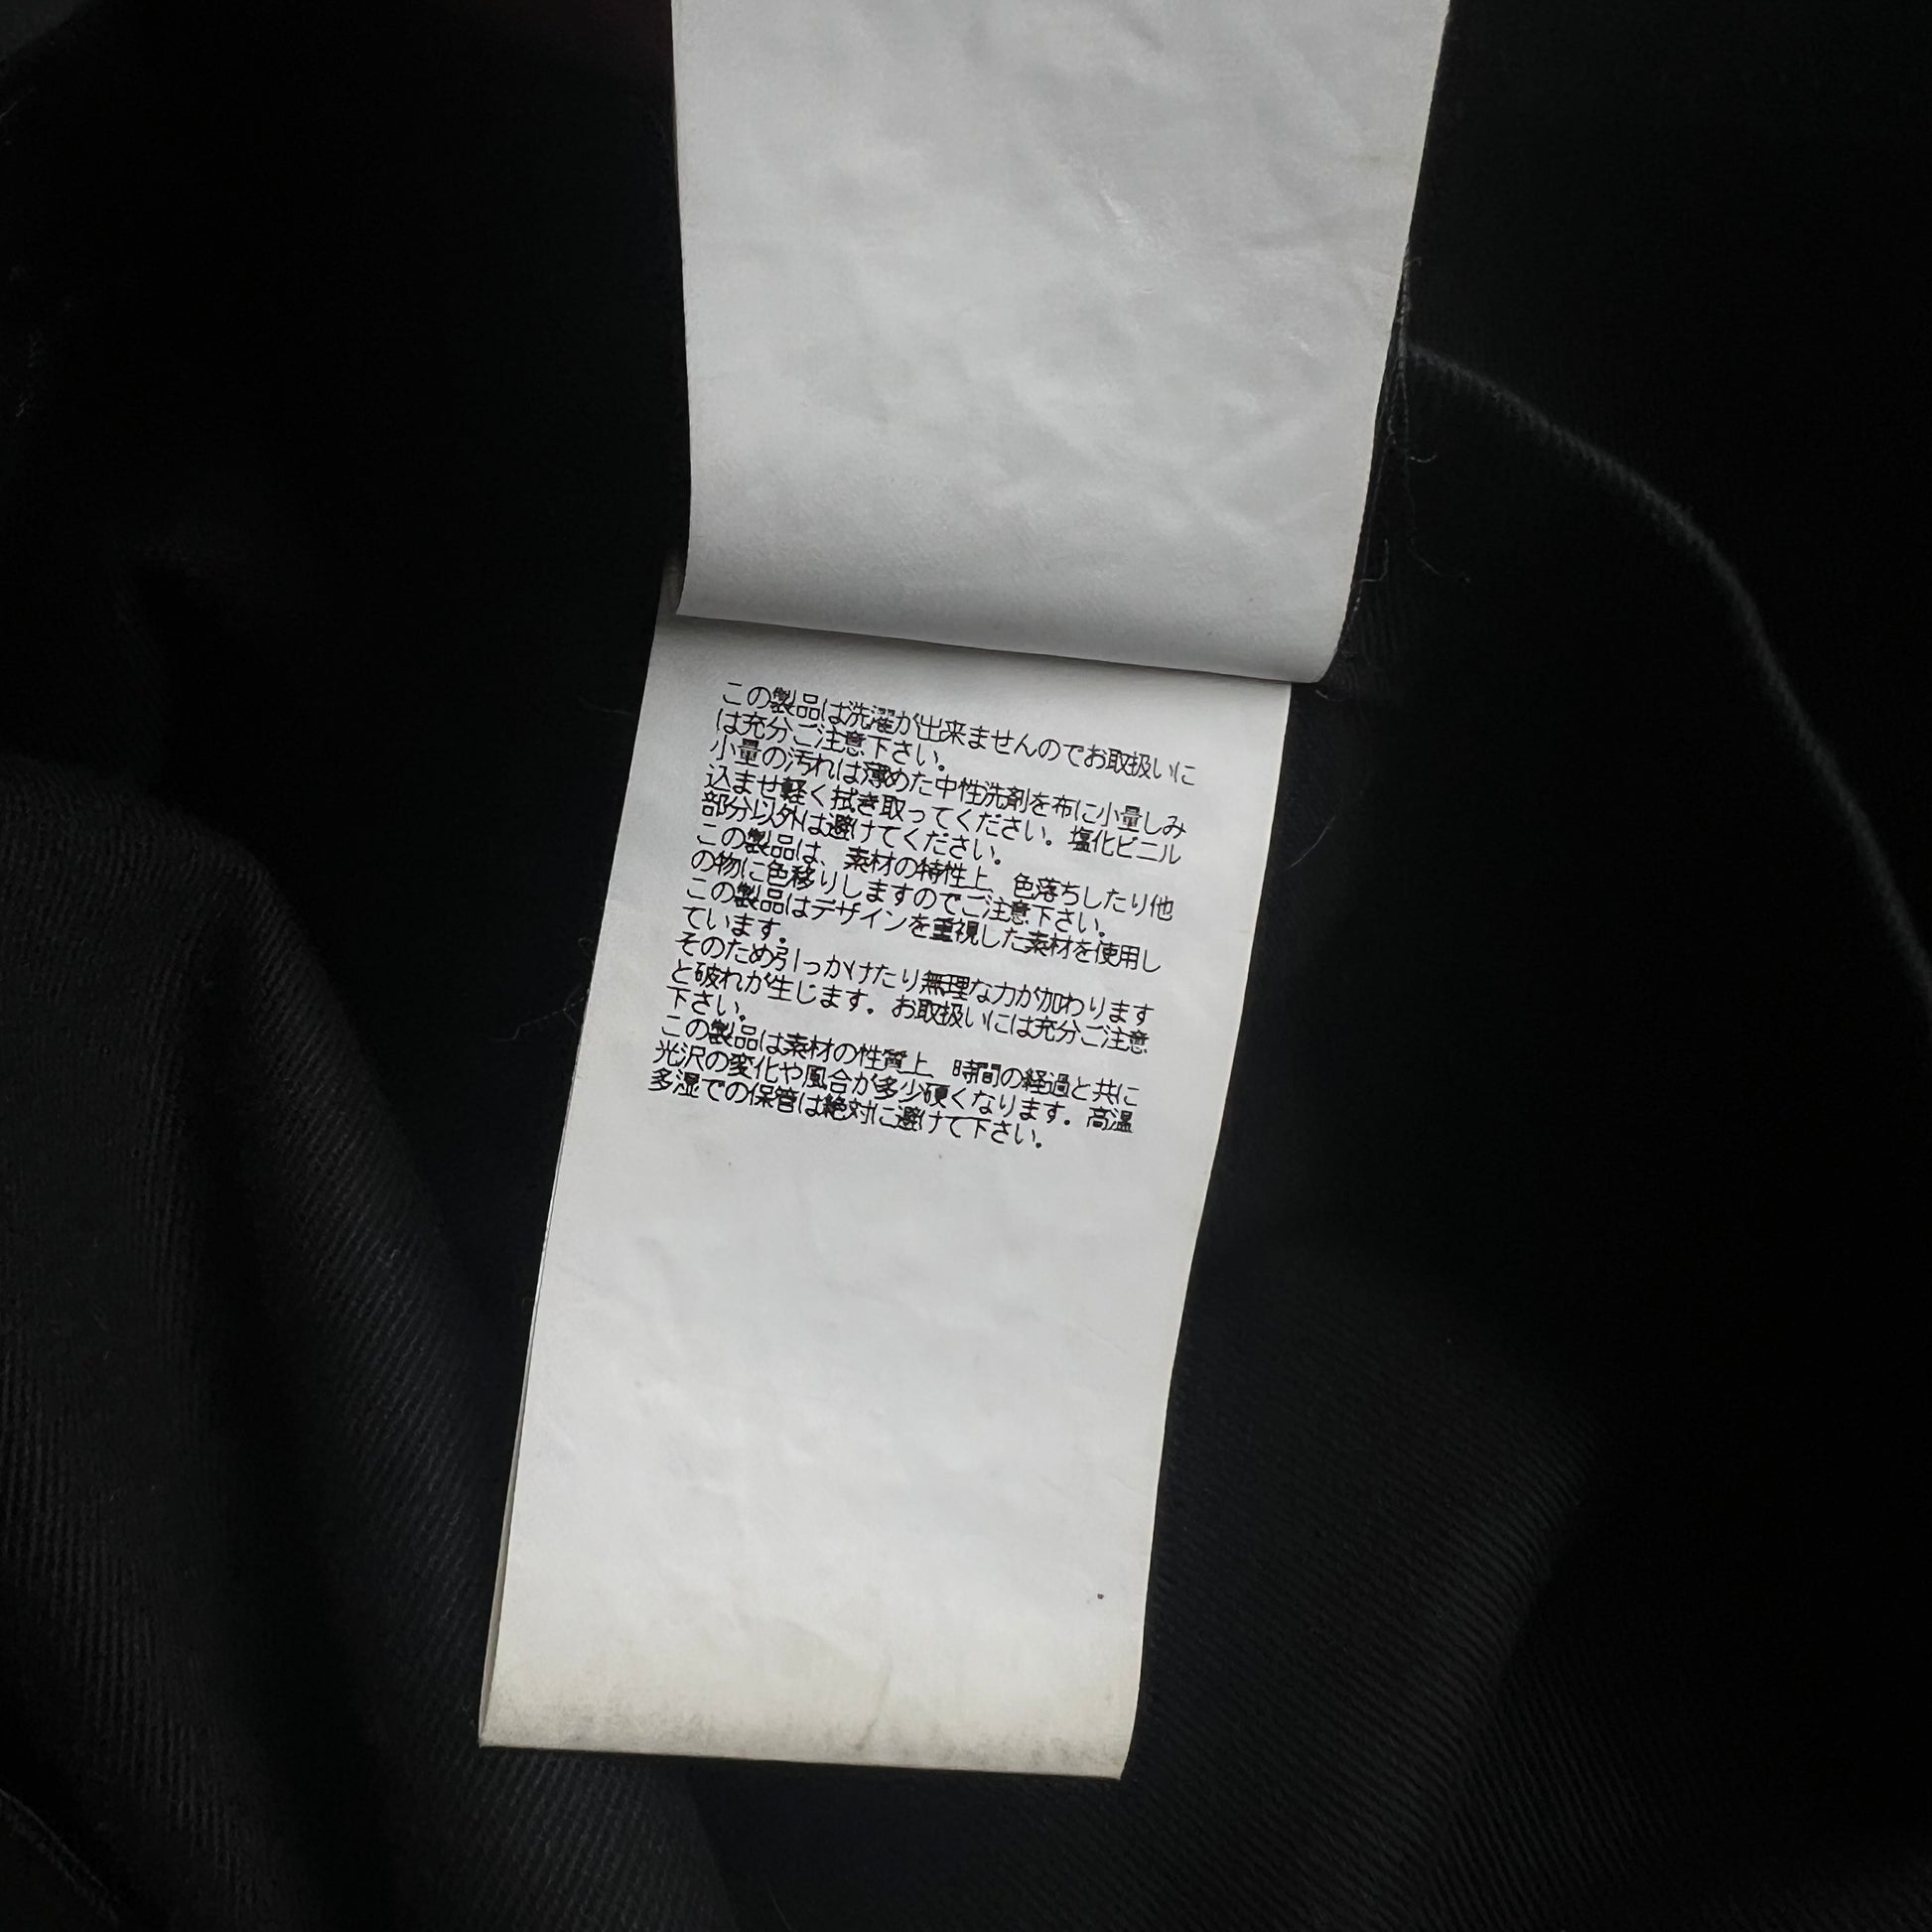 この製品は洗濯が出来ませんのでお取扱いに
は充分ご注意下さい。
小量の汚れは薄めた中性洗剤を布に小量しみ
込ませ軽く拭き取ってください。塩化ビニル
部分以外は避けてください。
この製品は、素材の特性上、色落ちしたり他
の物に色移りしますのでご注意下さい。
この製品はデザインを重視した素材を使用し
ています。
そのため引っかけたり無理な力が加わります
と破れが生じます。お取扱いには充分ご注意
下さい。
この製品は素材の性質上、時間の経過と共に
光沢の変化や風合が多少硬くなります。高温
多湿での保管は絶対に避けて下さい。